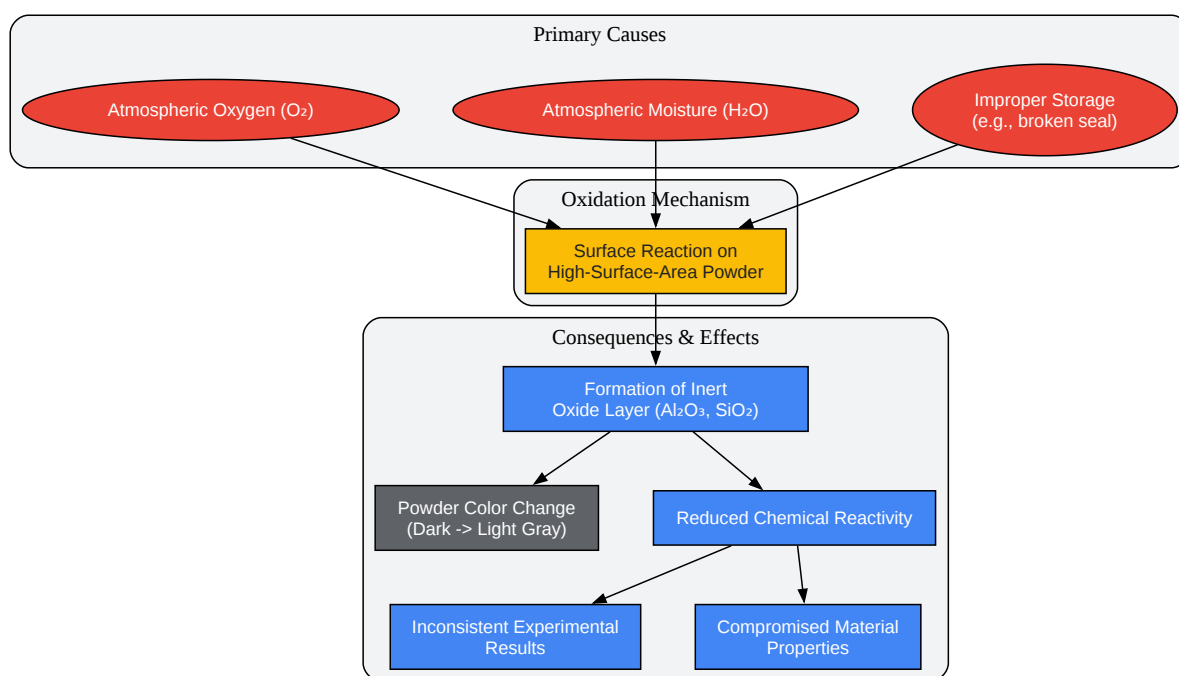 Primary Causes
Atmospheric Oxygen (O₂)
Atmospheric Moisture (H₂O)
Improper Storage
(e.g., broken seal)
Oxidation Mechanism
Surface Reaction on
High-Surface-Area Powder
Consequences & Effects
Formation of Inert
Oxide Layer (Al₂O₃, SiO₂)
Powder Color Change
(Dark -> Light Gray)
Reduced Chemical Reactivity
Inconsistent Experimental
Results
Compromised Material
Properties